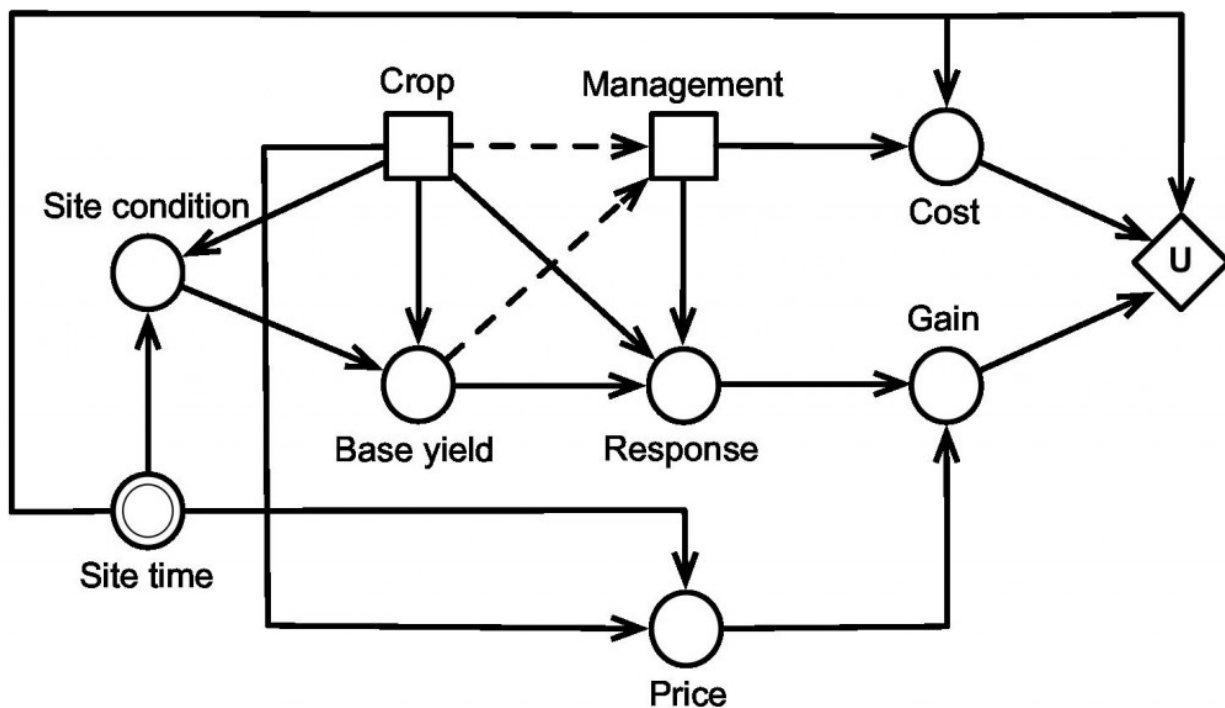 Crop
Management
Site condition
Cost
U
Gain
Base yield
Response
Site time
Price